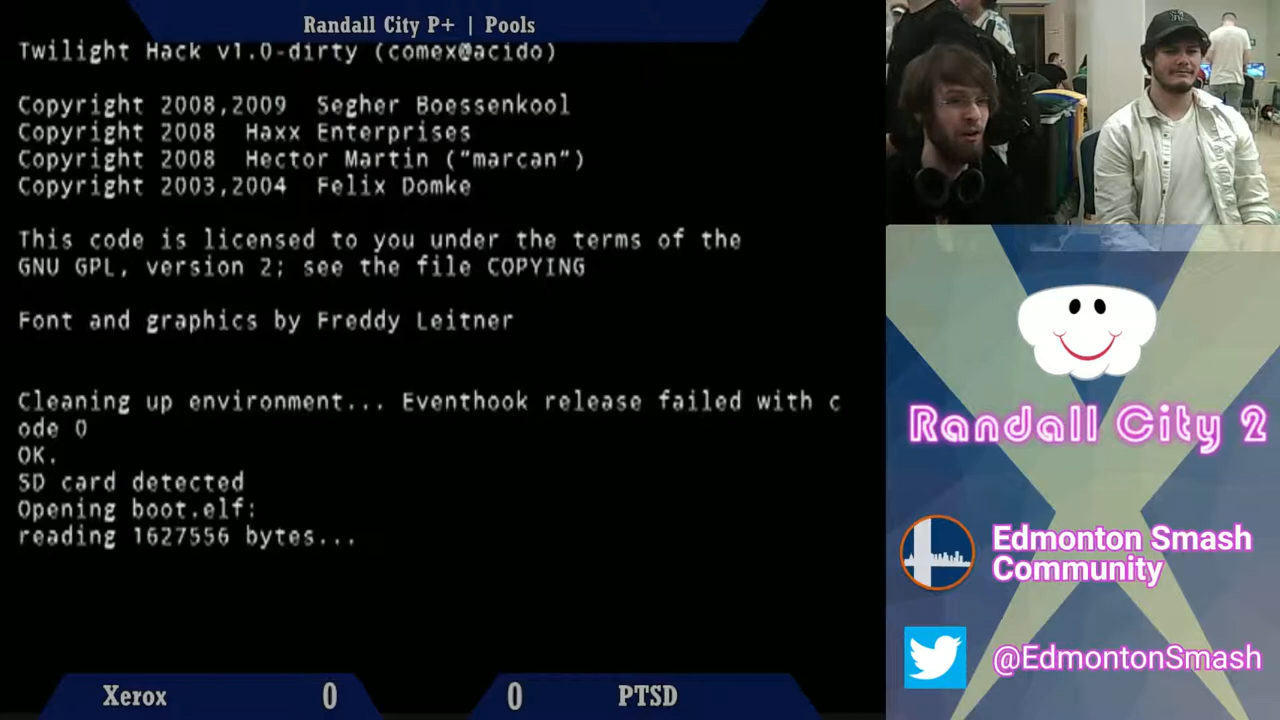 Randall City P+ | Pools
Twilight Hack v1.0-dirty (comex@acido)
Copyright 2008,2009 Segher Boessenkool
Copyright 2008 Haxx Enterprises
Copyright 2008 Hector Martin ("marcan")
Copyright 2003,2004 Felix Domke
This code is licensed to you under the terms of the
GNU GPL, version 2; see the file COPYING
Font and graphics by Freddy Leitner
Cleaning up environment... Eventhook release failed with c
ode 0
OK.
SD card detected
Opening boot.elf:
reading 1627556 bytes...
Xerox 0 0 PTSD
Randall City 2
Edmonton Smash
Community
@EdmontonSmash